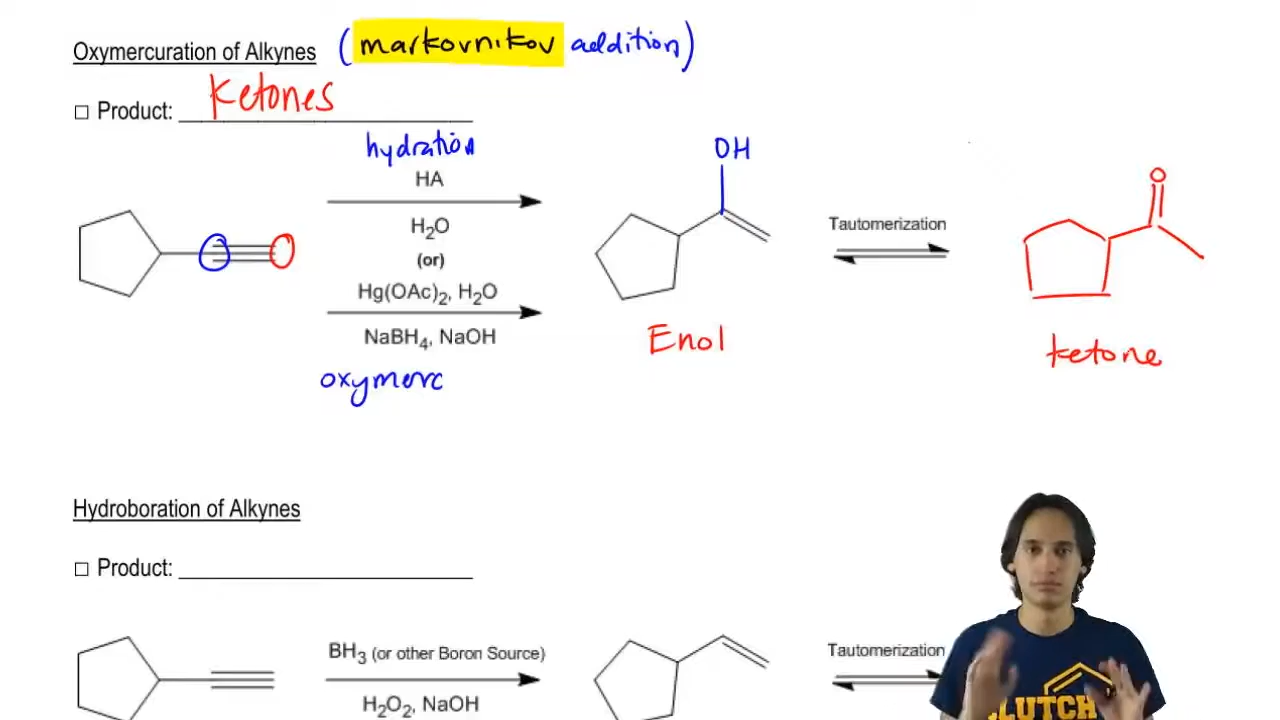 Oxymercuration of Alkynes (markovnikov addition)
□ Product: Ketones
hydration
HA
H2O
(or)
Hg(OAc)2, H2O
NaBH4, NaOH
oxymerc
OH
Enol
Tautomerization
O
ketone
Hydroboration of Alkynes
□ Product:
BH3 (or other Boron Source)
H2O2, NaOH
Tautomerization
CLUTCH